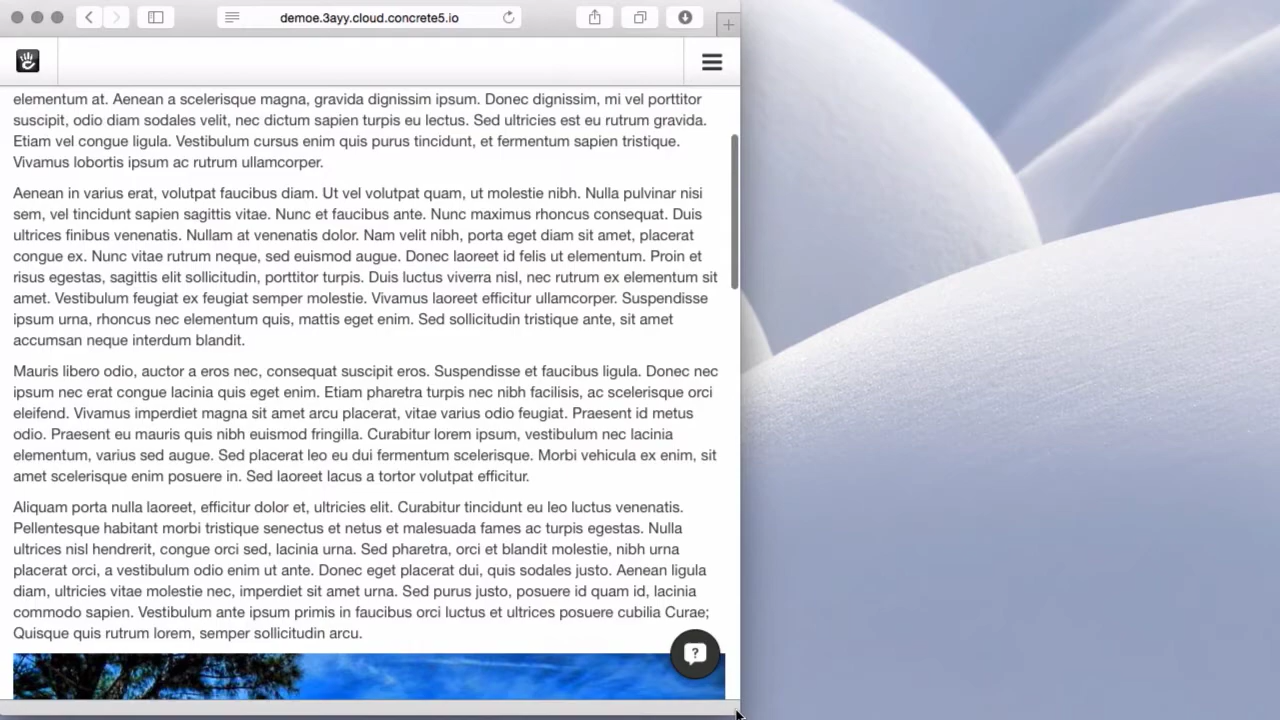 demoe.3ayy.cloud.concrete5.io
elementum at. Aenean a scelerisque magna, gravida dignissim ipsum. Donec dignissim, mi vel porttitor
suscipit, odio diam sodales velit, nec dictum sapien turpis eu lectus. Sed ultricies est eu rutrum gravida.
Etiam vel congue ligula. Vestibulum cursus enim quis purus tincidunt, et fermentum sapien tristique.
Vivamus lobortis ipsum ac rutrum ullamcorper.
Aenean in varius erat, volutpat faucibus diam. Ut vel volutpat quam, ut molestie nibh. Nulla pulvinar nisi
sem, vel tincidunt sapien sagittis vitae. Nunc et faucibus ante. Nunc maximus rhoncus consequat. Duis
ultrices finibus venenatis. Nullam at venenatis dolor. Nam velit nibh, porta eget diam sit amet, placerat
congue ex. Nunc vitae rutrum neque, sed euismod augue. Donec laoreet id felis ut elementum. Proin et
risus egestas, sagittis elit sollicitudin, porttitor turpis. Duis luctus viverra nisl, nec rutrum ex elementum sit
amet. Vestibulum feugiat ex feugiat semper molestie. Vivamus laoreet efficitur ullamcorper. Suspendisse
ipsum urna, rhoncus nec elementum quis, mattis eget enim. Sed sollicitudin tristique ante, sit amet
accumsan neque interdum blandit.
Mauris libero odio, auctor a eros nec, consequat suscipit eros. Suspendisse et faucibus ligula. Donec nec
ipsum nec erat congue lacinia quis eget enim. Etiam pharetra turpis nec nibh facilisis, ac scelerisque orci
eleifend. Vivamus imperdiet magna sit amet arcu placerat, vitae varius odio feugiat. Praesent id metus
odio. Praesent eu mauris quis nibh euismod fringilla. Curabitur lorem ipsum, vestibulum nec lacinia
elementum, varius sed augue. Sed placerat leo eu dui fermentum scelerisque. Morbi vehicula ex enim, sit
amet scelerisque enim posuere in. Sed laoreet lacus a tortor volutpat efficitur.
Aliquam porta nulla laoreet, efficitur dolor et, ultricies elit. Curabitur tincidunt eu leo luctus venenatis.
Pellentesque habitant morbi tristique senectus et netus et malesuada fames ac turpis egestas. Nulla
ultrices nisl hendrerit, congue orci sed, lacinia urna. Sed pharetra, orci et blandit molestie, nibh urna
placerat orci, a vestibulum odio enim ut ante. Donec eget placerat dui, quis sodales justo. Aenean ligula
diam, ultricies vitae molestie nec, imperdiet sit amet urna. Sed purus justo, posuere id quam id, lacinia
commodo sapien. Vestibulum ante ipsum primis in faucibus orci luctus et ultrices posuere cubilia Curae;
Quisque quis rutrum lorem, semper sollicitudin arcu.
?